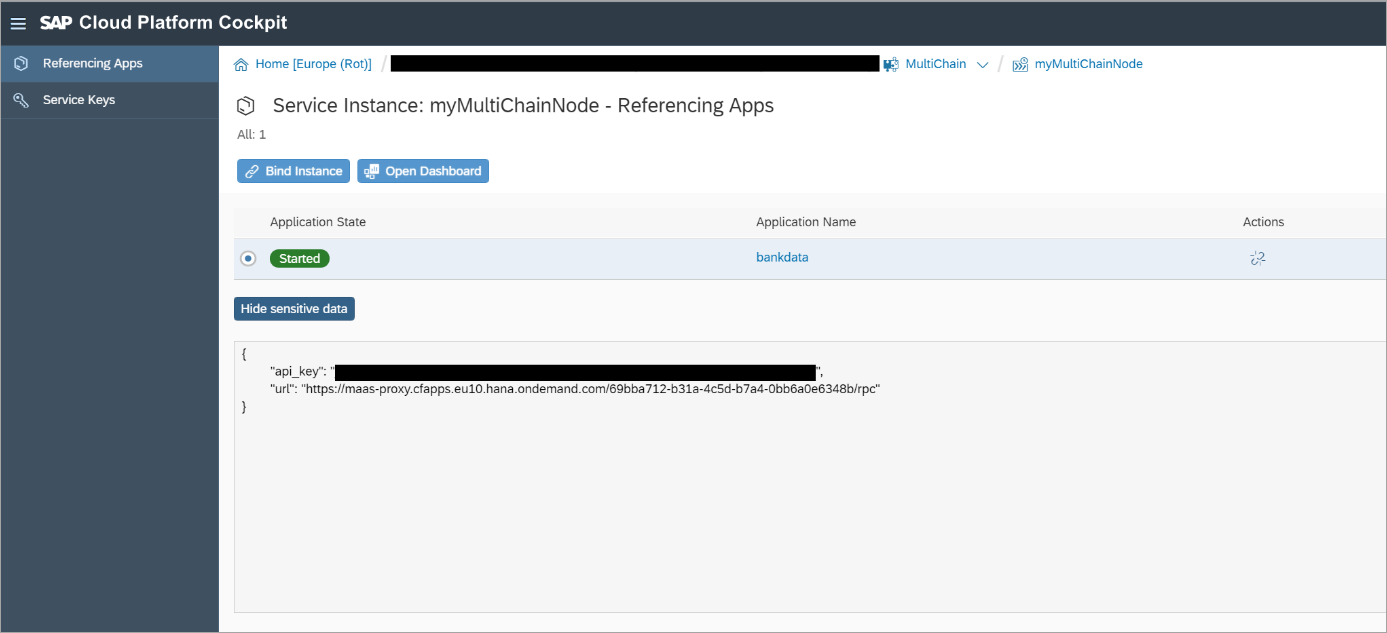 SAP Cloud Platform Cockpit
Referencing Apps
Service Keys
Home [Europe (Rot)] / MultiChain / myMultiChainNode
Service Instance: myMultiChainNode - Referencing Apps
All: 1
Bind Instance Open Dashboard
Application State Application Name Actions
Started bankdata
Hide sensitive data
{
"api_key": "",
"url": "https://maas-proxy.cfapps.eu10.hana.ondemand.com/69bba712-b31a-4c5d-b7a4-0bb6a0e6348b/rpc"
}